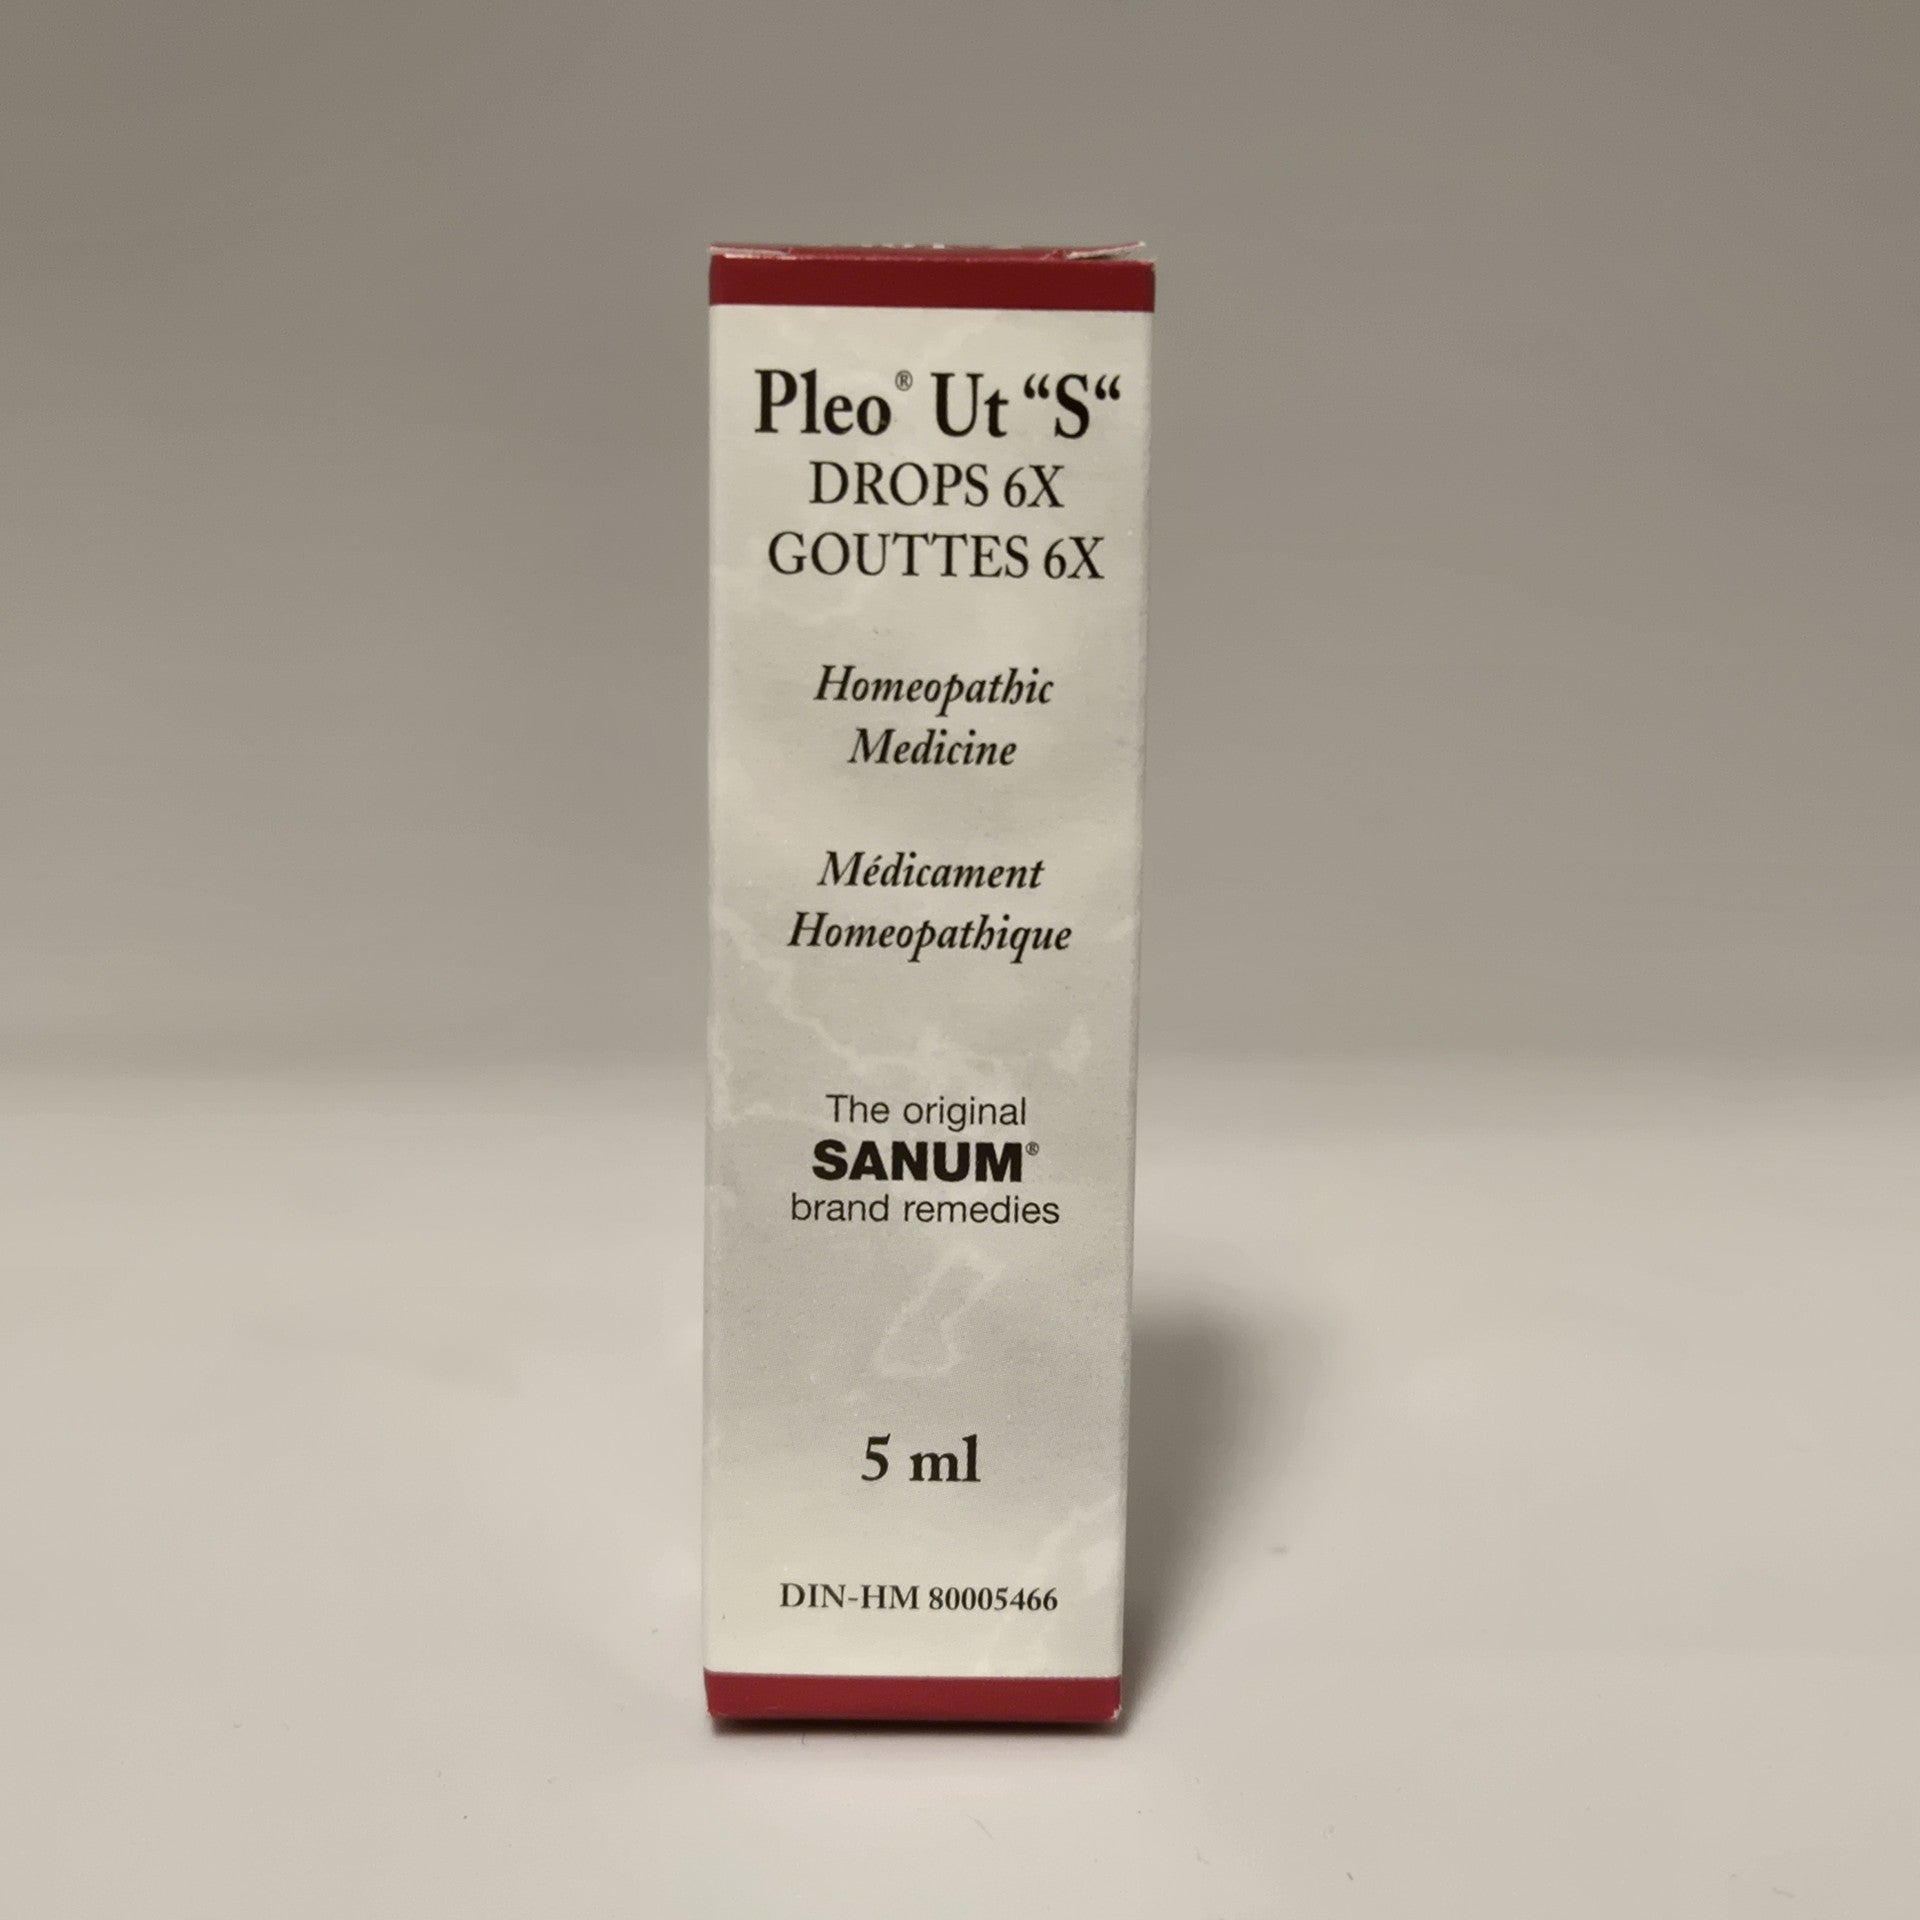 Pleo® Ut “S“
DROPS 6X
GOUTTES 6X
Homeopathic
Medicine
Médicament
Homeopathique
The original
SANUM®
brand remedies
5 ml
DIN-HM 80005466